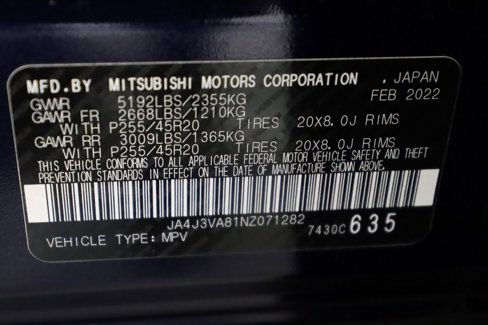 MFD.BY MITSUBISHI MOTORS CORPORATION , JAPAN
GVWR 5192LBS/2355KG FEB 2022
GAWR FR 2668LBS/1210KG
WITH P255/45R20 TIRES 20X8.0J RIMS
GAWR RR 3009LBS/1365KG
WITH P255/45R20 TIRES 20X8.0J RIMS
THIS VEHICLE CONFORMS TO ALL APPLICABLE FEDERAL MOTOR VEHICLE SAFETY AND THEFT
PREVENTION STANDARDS IN EFFECT ON THE DATE OF MANUFACTURE SHOWN ABOVE.
JA4J3VA81NZ071282
VEHICLE TYPE: MPV 7430C 635